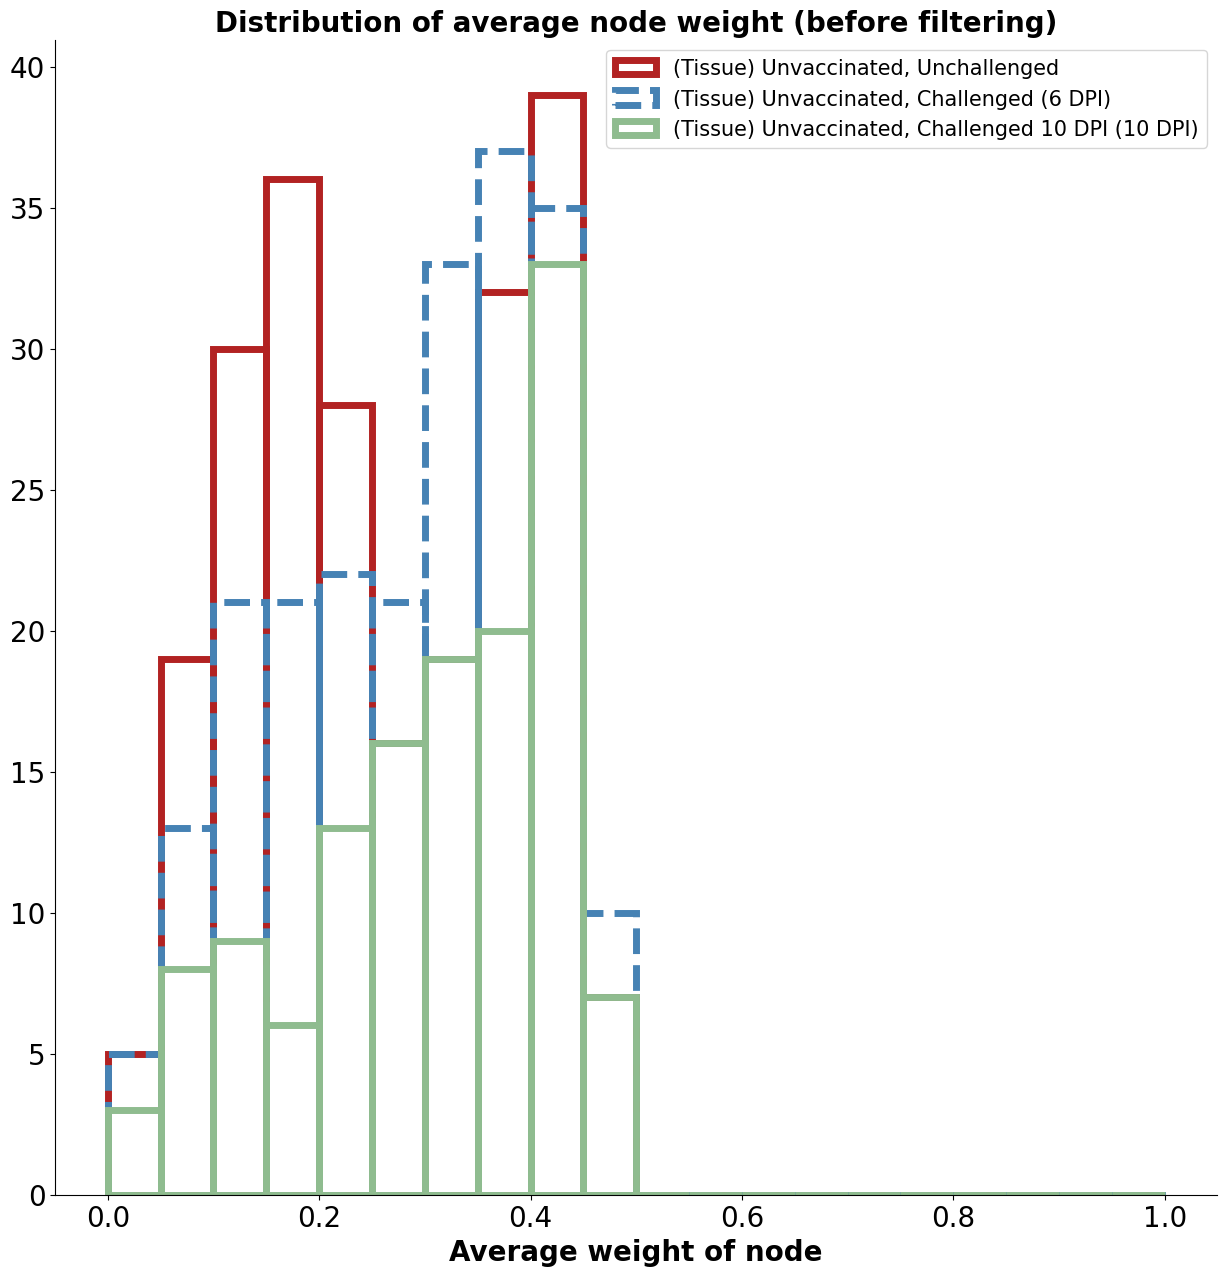 Distribution of average node weight (before filtering)
(Tissue) Unvaccinated, Unchallenged
(Tissue) Unvaccinated, Challenged (6 DPI)
(Tissue) Unvaccinated, Challenged 10 DPI (10 DPI)
40
35
30
25
20
15
10
5
0
0.0 0.2 0.4 0.6 0.8 1.0
Average weight of node